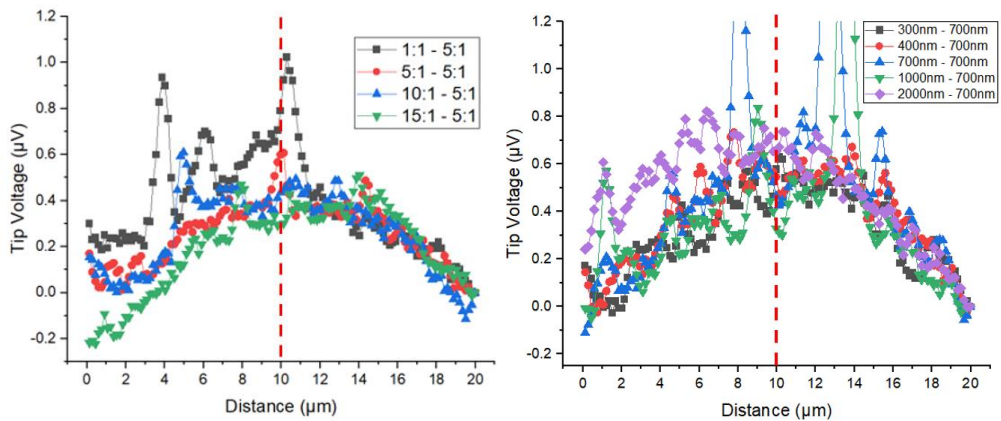 1.2
1.0
0.8
0.6
0.4
0.2
0.0
-0.2
Tip Voltage (µV)
0 2 4 6 8 10 12 14 16 18 20
Distance (µm)
1:1 - 5:1
5:1 - 5:1
10:1 - 5:1
15:1 - 5:1
1.2
1.0
0.8
0.6
0.4
0.2
0.0
-0.2
Tip Voltage (µV)
0 2 4 6 8 10 12 14 16 18 20
Distance (µm)
300nm - 700nm
400nm - 700nm
700nm - 700nm
1000nm - 700nm
2000nm - 700nm